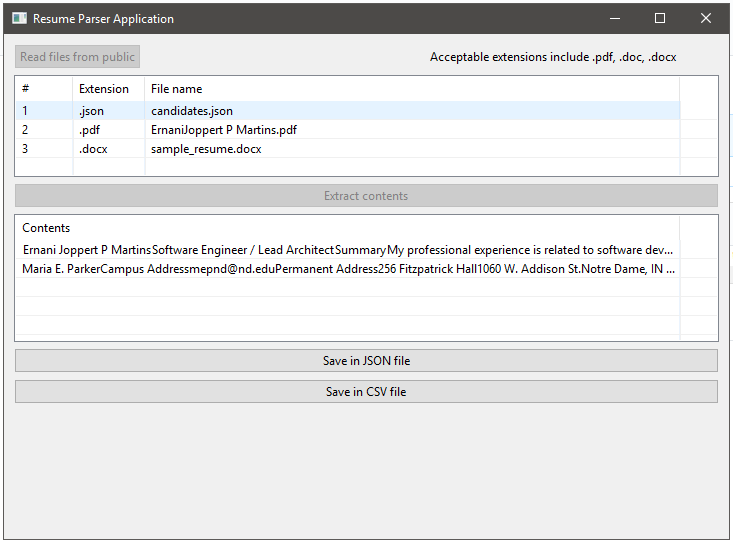 Resume Parser Application
Read files from public Acceptable extensions include .pdf, .doc, .docx
# Extension File name
1 .json candidates.json
2 .pdf ErnaniJoppert P Martins.pdf
3 .docx sample_resume.docx
Extract contents
Contents
Ernani Joppert P MartinsSoftware Engineer / Lead ArchitectSummaryMy professional experience is related to software dev...
Maria E. ParkerCampus Addressmepnd@nd.eduPermanent Address256 Fitzpatrick Hall1060 W. Addison St.Notre Dame, IN ...
Save in JSON file
Save in CSV file